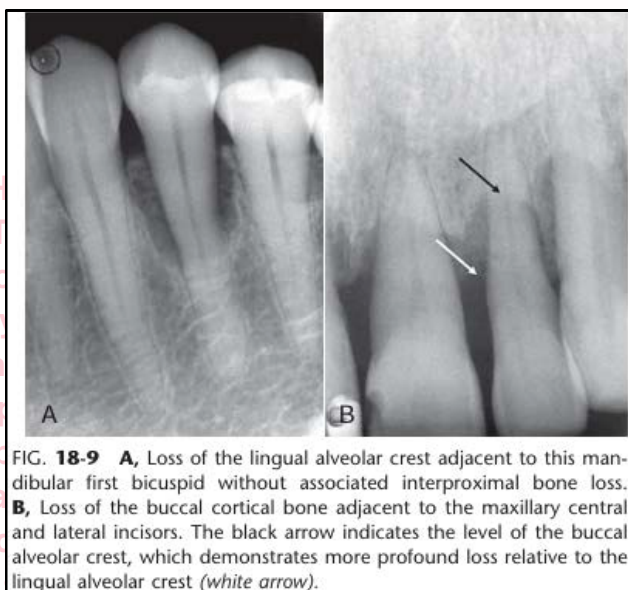 A
B
FIG. 18-9 A, Loss of the lingual alveolar crest adjacent to this man-
dibular first bicuspid without associated interproximal bone loss.
B, Loss of the buccal cortical bone adjacent to the maxillary central
and lateral incisors. The black arrow indicates the level of the buccal
alveolar crest, which demonstrates more profound loss relative to the
lingual alveolar crest (white arrow).